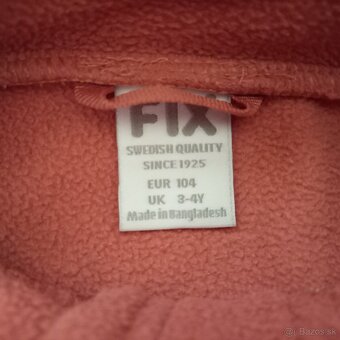 FIX
SWEDISH QUALITY
SINCE 1925
EUR 104
UK 3-4Y
Made in Bangladesh
Bazos.sk